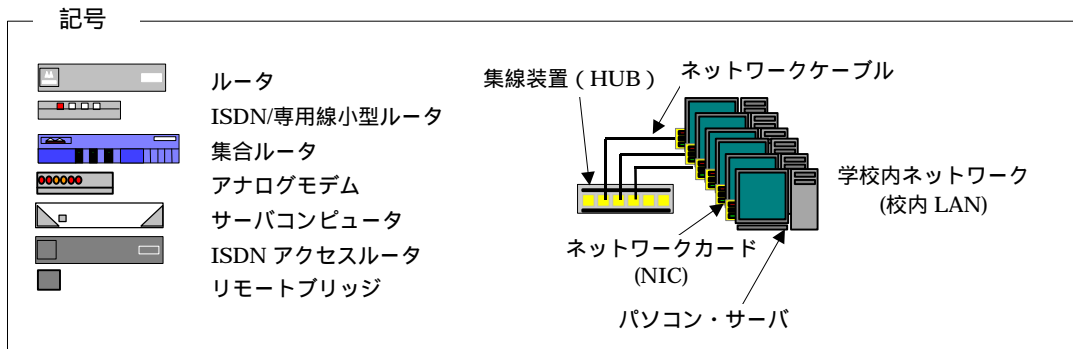 記号
ルータ
ISDN/専用線小型ルータ
集合ルータ
アナログモデム
サーバコンピュータ
ISDN アクセスルータ
リモートブリッジ
集線装置(HUB)
ネットワークケーブル
学校内ネットワーク
(校内 LAN)
ネットワークカード
(NIC)
パソコン・サーバ